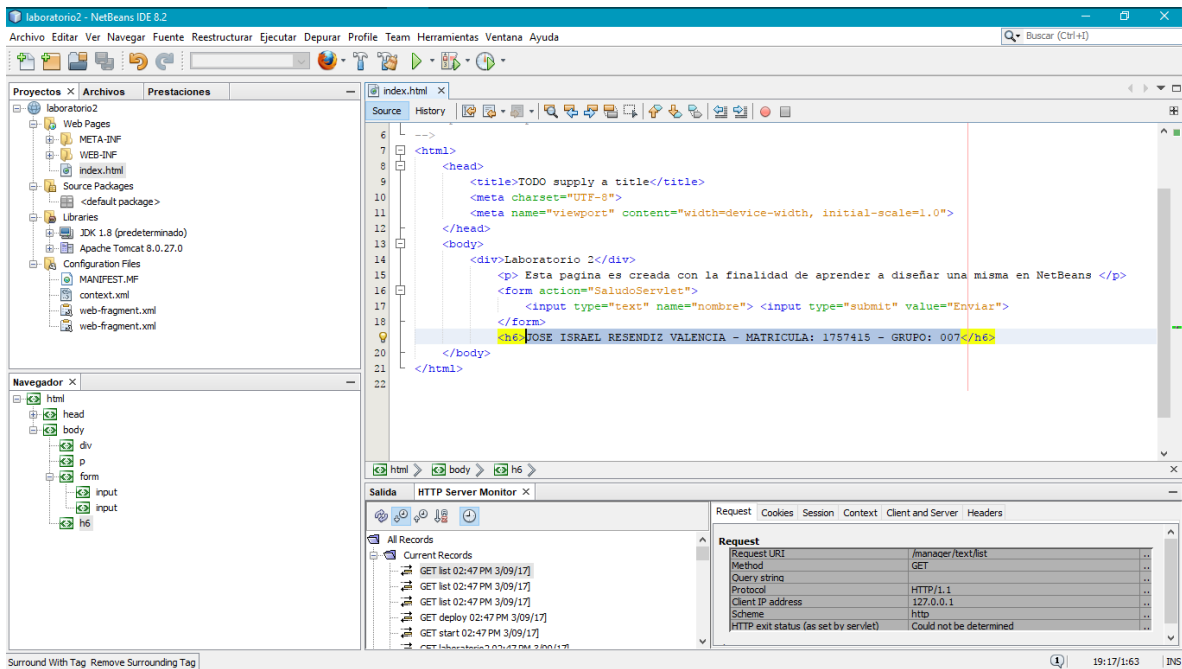 laboratorio2 - NetBeans IDE 8.2
Archivo Editar Ver Navegar Fuente Reestructurar Ejecutar Depurar Profile Team Herramientas Ventana Ayuda
Buscar (Ctrl+I)
Proyectos Archivos Prestaciones
laboratorio2
Web Pages
META-INF
WEB-INF
index.html
Source Packages
<default package>
Libraries
JDK 1.8 (predeterminado)
Apache Tomcat 8.0.27.0
Configuration Files
MANIFEST.MF
context.xml
web-fragment.xml
web-fragment.xml
Navegador
html
head
body
div
p
form
input
input
h6
index.html
Source History
6 -->
7 <html>
8 <head>
9 <title>TODO supply a title</title>
10 <meta charset="UTF-8">
11 <meta name="viewport" content="width=device-width, initial-scale=1.0">
12 </head>
13 <body>
14 <div>Laboratorio 2</div>
15 <p> Esta pagina es creada con la finalidad de aprender a diseñar una misma en NetBeans </p>
16 <form action="SaludoServlet">
17 <input type="text" name="nombre"> <input type="submit" value="Enviar">
18 </form>
<h6>JOSE ISRAEL RESENDIZ VALENCIA - MATRICULA: 1757415 - GRUPO: 007</h6>
20 </body>
21 </html>
22
html body h6
Salida HTTP Server Monitor
All Records
Current Records
GET list 02:47 PM 3/09/17]
GET list 02:47 PM 3/09/17]
GET list 02:47 PM 3/09/17]
GET deploy 02:47 PM 3/09/17]
GET start 02:47 PM 3/09/17]
GET laboratorio2 02:47 PM 3/09/17]
Request Cookies Session Context Client and Server Headers
Request
Request URI /manager/text/list ..
Method GET ..
Query string ..
Protocol HTTP/1.1 ..
Client IP address 127.0.0.1 ..
Scheme http ..
HTTP exit status (as set by servlet) Could not be determined ..
Surround With Tag Remove Surrounding Tag
1 19:17/1:63 INS